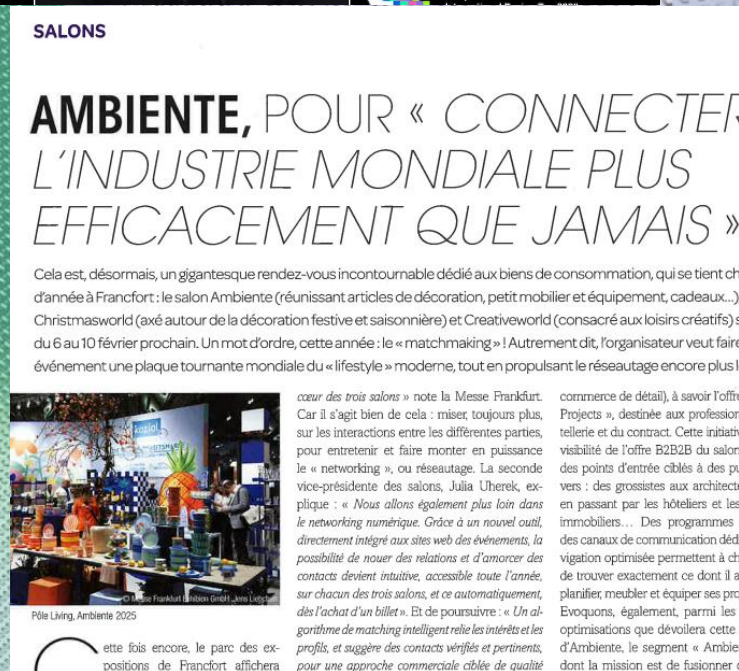 SALONS
AMBIENTE, POUR « CONNECTER
L'INDUSTRIE MONDIALE PLUS
EFFICACEMENT QUE JAMAIS »
Cela est, désormais, un gigantesque rendez-vous incontournable dédié aux biens de consommation, qui se tient
d'année à Francfort : le salon Ambiente (réunissant articles de décoration, petit mobilier et équipement, cadeaux...)
Christmasworld (axé autour de la décoration festive et saisonnière) et Creativeworld (consacré aux loisirs créatifs)
du 6 au 10 février prochain. Un mot d'ordre, cette année : le « matchmaking » ! Autrement dit, l'organisateur veut faire
événement une plaque tournante mondiale du « lifestyle » moderne, tout en propulsant le réseautage encore plus
koziol
© Messe Frankfurt Exhibition GmbH
Pôle Living, Ambiente 2025
Cette fois encore, le parc des ex-
positions de Francfort affichera
cœur des trois salons » note la Messe Frankfurt.
Car il s'agit bien de cela : miser, toujours plus,
sur les interactions entre les différentes parties,
pour entretenir et faire monter en puissance
le « networking », ou réseautage. La seconde
vice-présidente des salons, Julia Uherek, ex-
plique : « Nous allons également plus loin dans
le networking numérique. Grâce à un nouvel outil,
directement intégré aux sites web des événements, la
possibilité de nouer des relations et d'amorcer des
contacts devient intuitive, accessible toute l'année,
sur chacun des trois salons, et ce automatiquement,
dès l'achat d'un billet ». Et de poursuivre : « Un al-
gorithme de matching intelligent relie les intérêts et les
profils, et suggère des contacts vérifiés et pertinents,
pour une approche commerciale ciblée de qualité
commerce de détail), à savoir l'offre
Projects », destinée aux profession
tellerie et du contract. Cette initiativ
visibilité de l'offre B2B2B du salon
des points d'entrée ciblés à des pu
vers : des grossistes aux architecte
en passant par les hôteliers et les
immobiliers... Des programmes
des canaux de communication dédi
vigation optimisée permettent à ch
de trouver exactement ce dont il a
planifier, meubler et équiper ses pro
Evoquons, également, parmi les
optimisations que dévoilera cette
d'Ambiente, le segment « Ambie
dont la mission est de fusionner